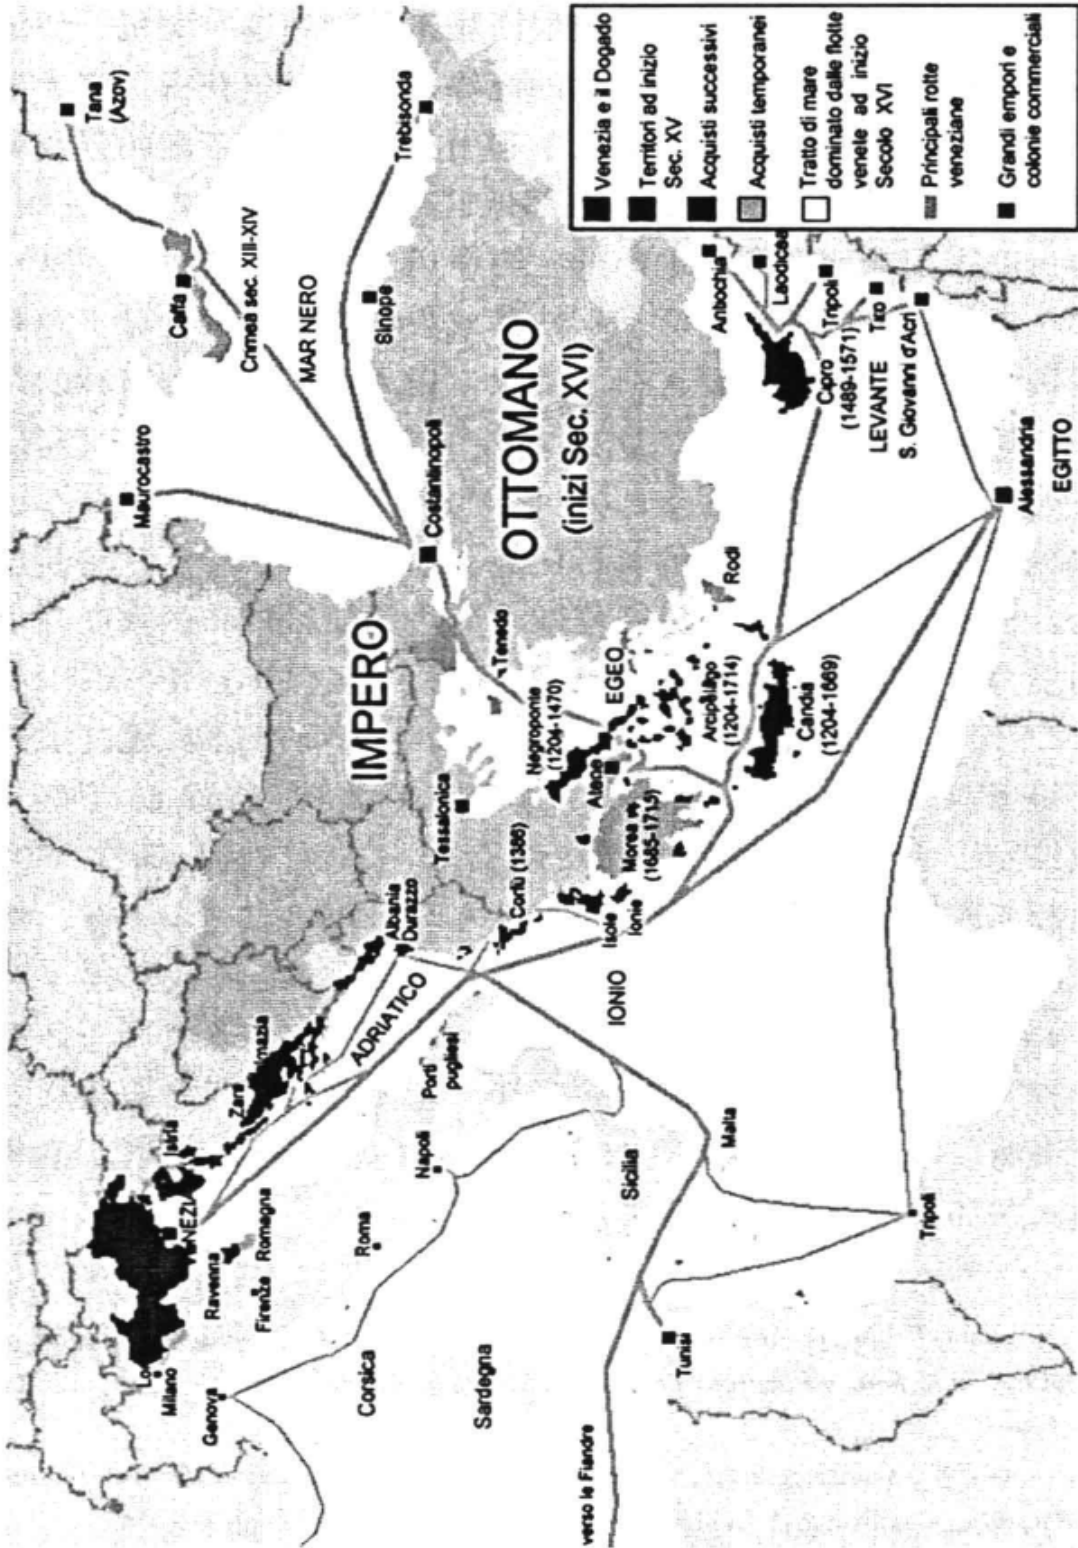 Tana
(Azov)
Caffa
Crimea sec. XIII-XIV
Maurocastro
MAR NERO
Trebisonda
Sinope
Costantinopoli
IMPERO
OTTOMANO
(inizi Sec. XVI)
Milano
Genova
VENEZIA
Istria
Zara
Ravenna
Romagna
Firenze
Albania
Durazzo
ADRIATICO
Corsica
Roma
Napoli
Porti
pugliesi
Sardegna
Tessalonica
Tenedo
Negroponte
(1204-1470)
Corfù (1386)
EGEO
Atene
Morea
(1685-1715)
Isole
Ionie
IONIO
Arcipelago
(1204-1714)
Rodi
Candia
(1204-1669)
Sicilia
Malta
Tunisi
Tripoli
verso le Fiandre
Antiochia
Laodicea
Tripoli
Tiro
Cipro
(1489-1571)
LEVANTE
S. Giovanni d'Acri
Alessandria
EGITTO
Venezia e il Dogado
Territori ad inizio
Sec. XV
Acquisti successivi
Acquisti temporanei
Tratto di mare
dominato dalle flotte
venete ad inizio
Secolo XVI
Principali rotte
veneziane
Grandi empori e
colonie commerciali